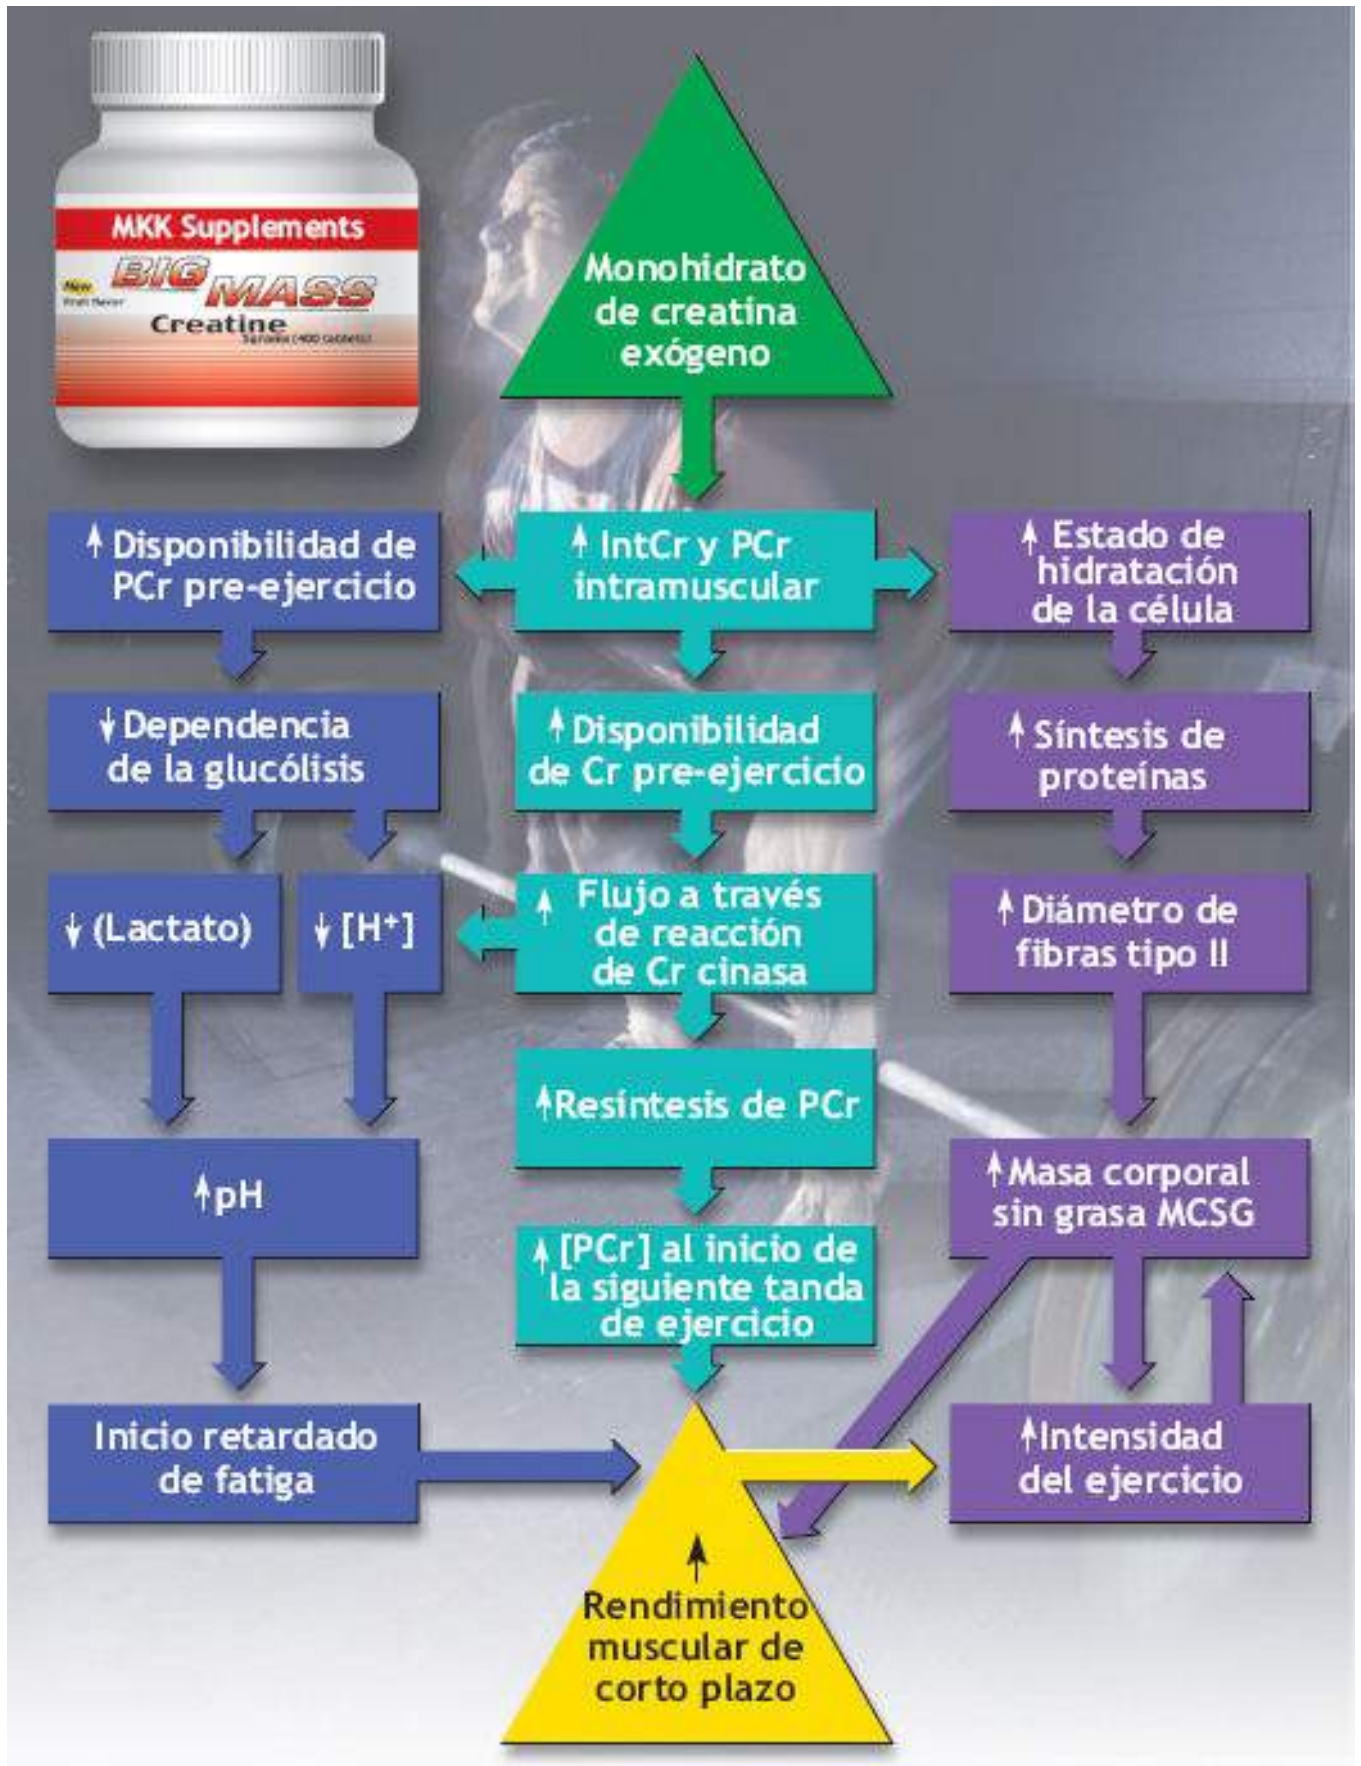 MKK Supplements
New
BIG
MASS
Creatine
Monohidrato
de creatina
exógeno
↑ Disponibilidad de
PCr pre-ejercicio
↑ IntCr y PCr
intramuscular
↑ Estado de
hidratación
de la célula
↓ Dependencia
de la glucólisis
↑ Disponibilidad
de Cr pre-ejercicio
↑ Síntesis de
proteínas
↓ (Lactato)
↓ [H⁺]
↑ Flujo a través
de reacción
de Cr cinasa
↑ Diámetro de
fibras tipo II
↑Resíntesis de PCr
↑pH
↑Masa corporal
sin grasa MCSG
↑ [PCr] al inicio de
la siguiente tanda
de ejercicio
Inicio retardado
de fatiga
↑Intensidad
del ejercicio
↑
Rendimiento
muscular de
corto plazo